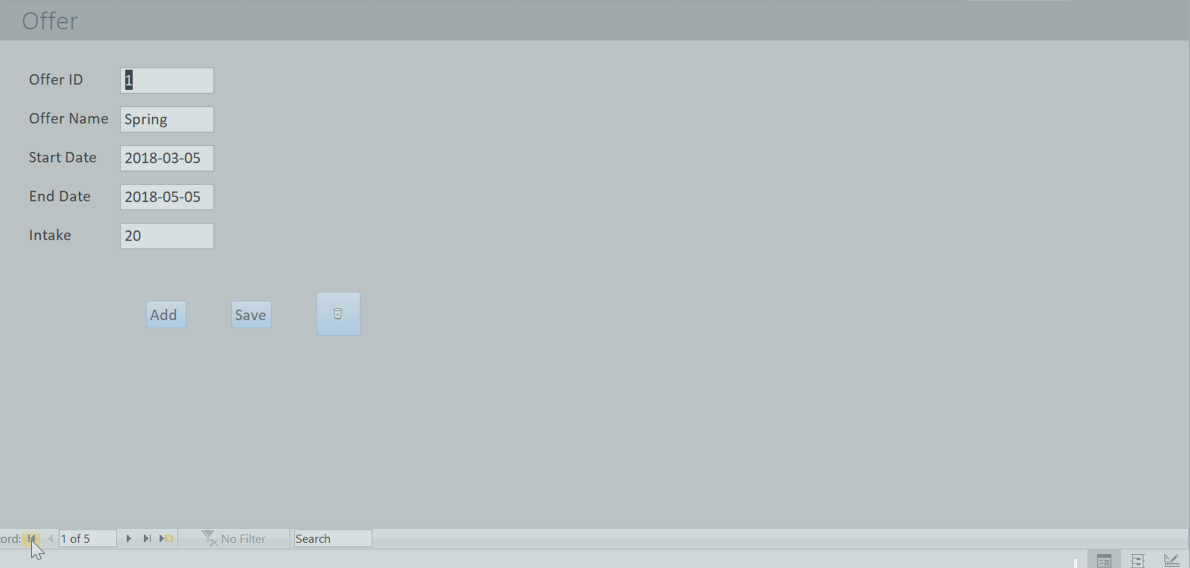 Offer
Offer ID 1
Offer Name Spring
Start Date 2018-03-05
End Date 2018-05-05
Intake 20
Add Save
ord: 1 of 5 No Filter Search